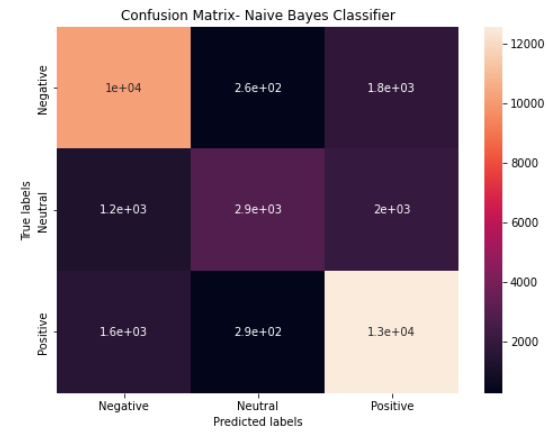 Confusion Matrix- Naive Bayes Classifier
Negative 1e+04 2.6e+02 1.8e+03
Neutral 1.2e+03 2.9e+03 2e+03
Positive 1.6e+03 2.9e+02 1.3e+04
True labels
Negative Neutral Positive
Predicted labels
12000
10000
8000
6000
4000
2000